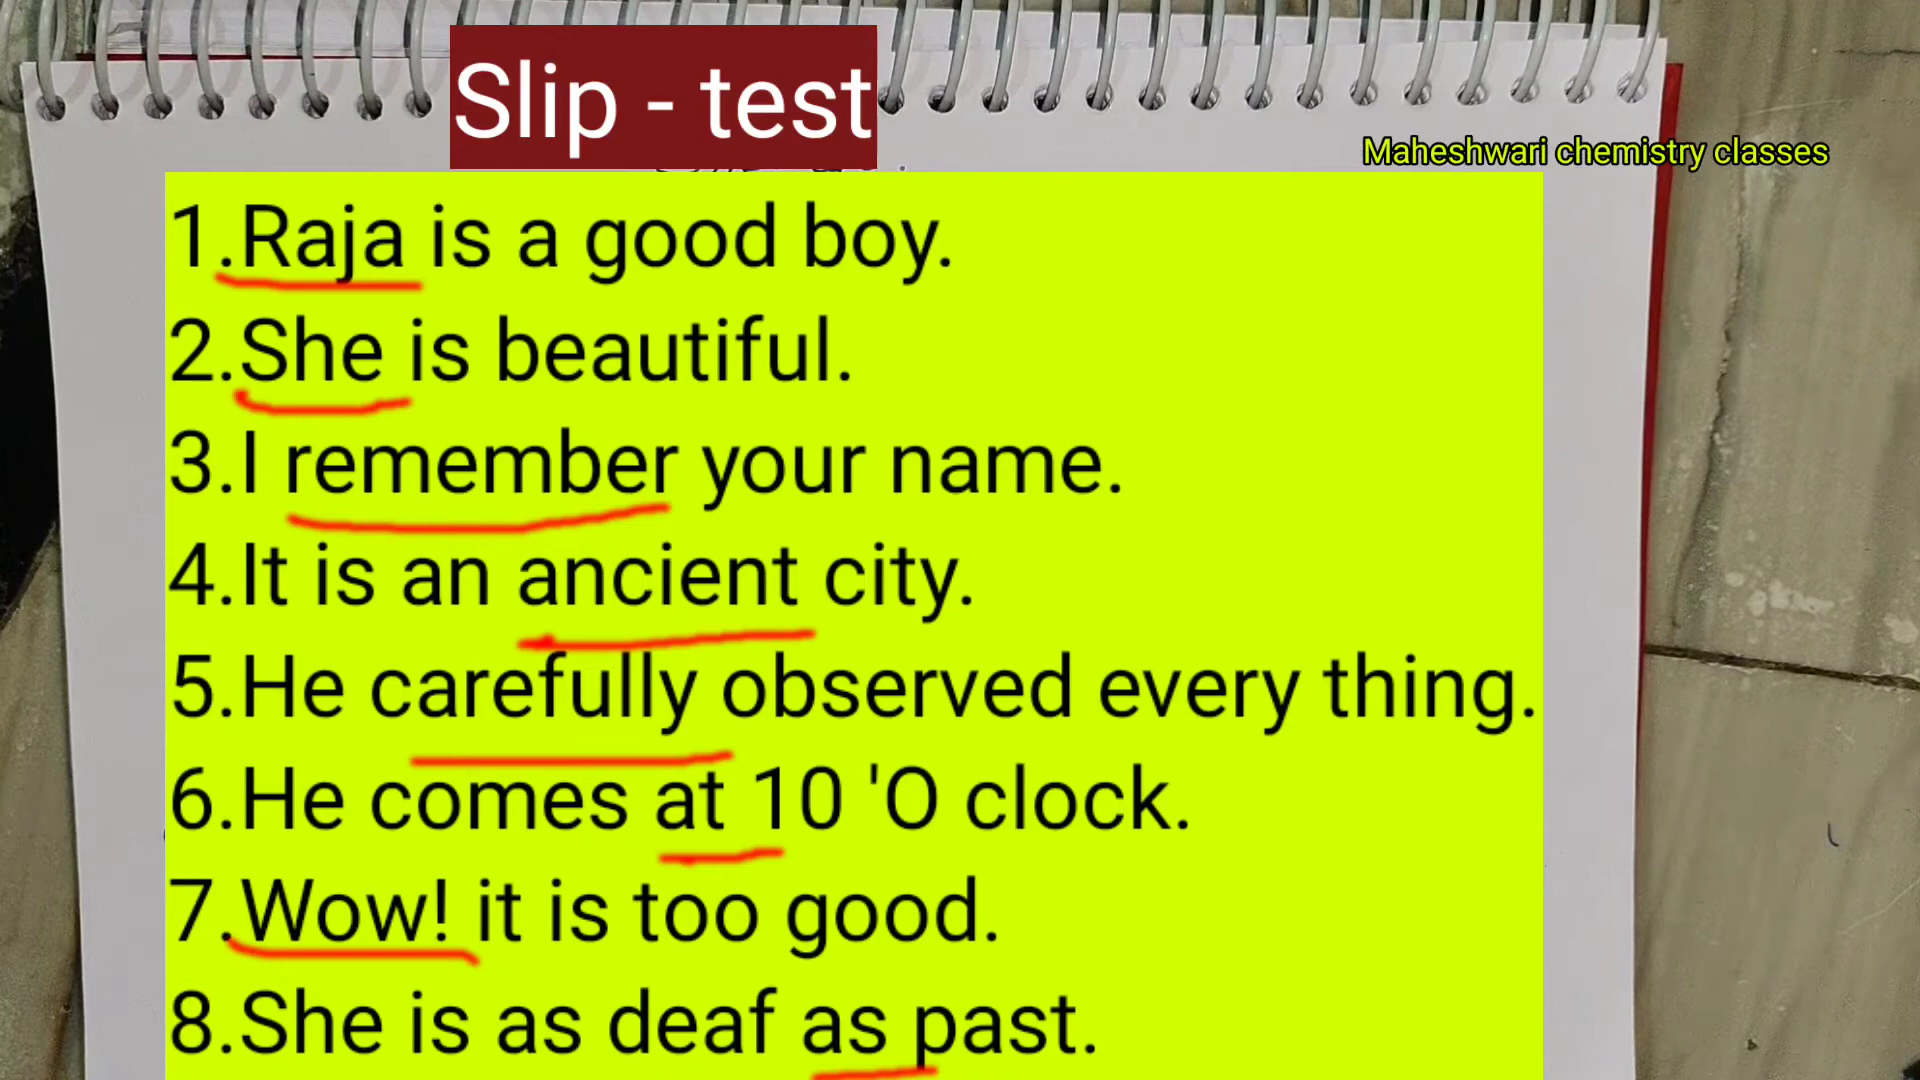 Slip - test
Maheshwari chemistry classes
1.Raja is a good boy.
2.She is beautiful.
3.I remember your name.
4.It is an ancient city.
5.He carefully observed every thing.
6.He comes at 10 'O clock.
7.Wow! it is too good.
8.She is as deaf as past.